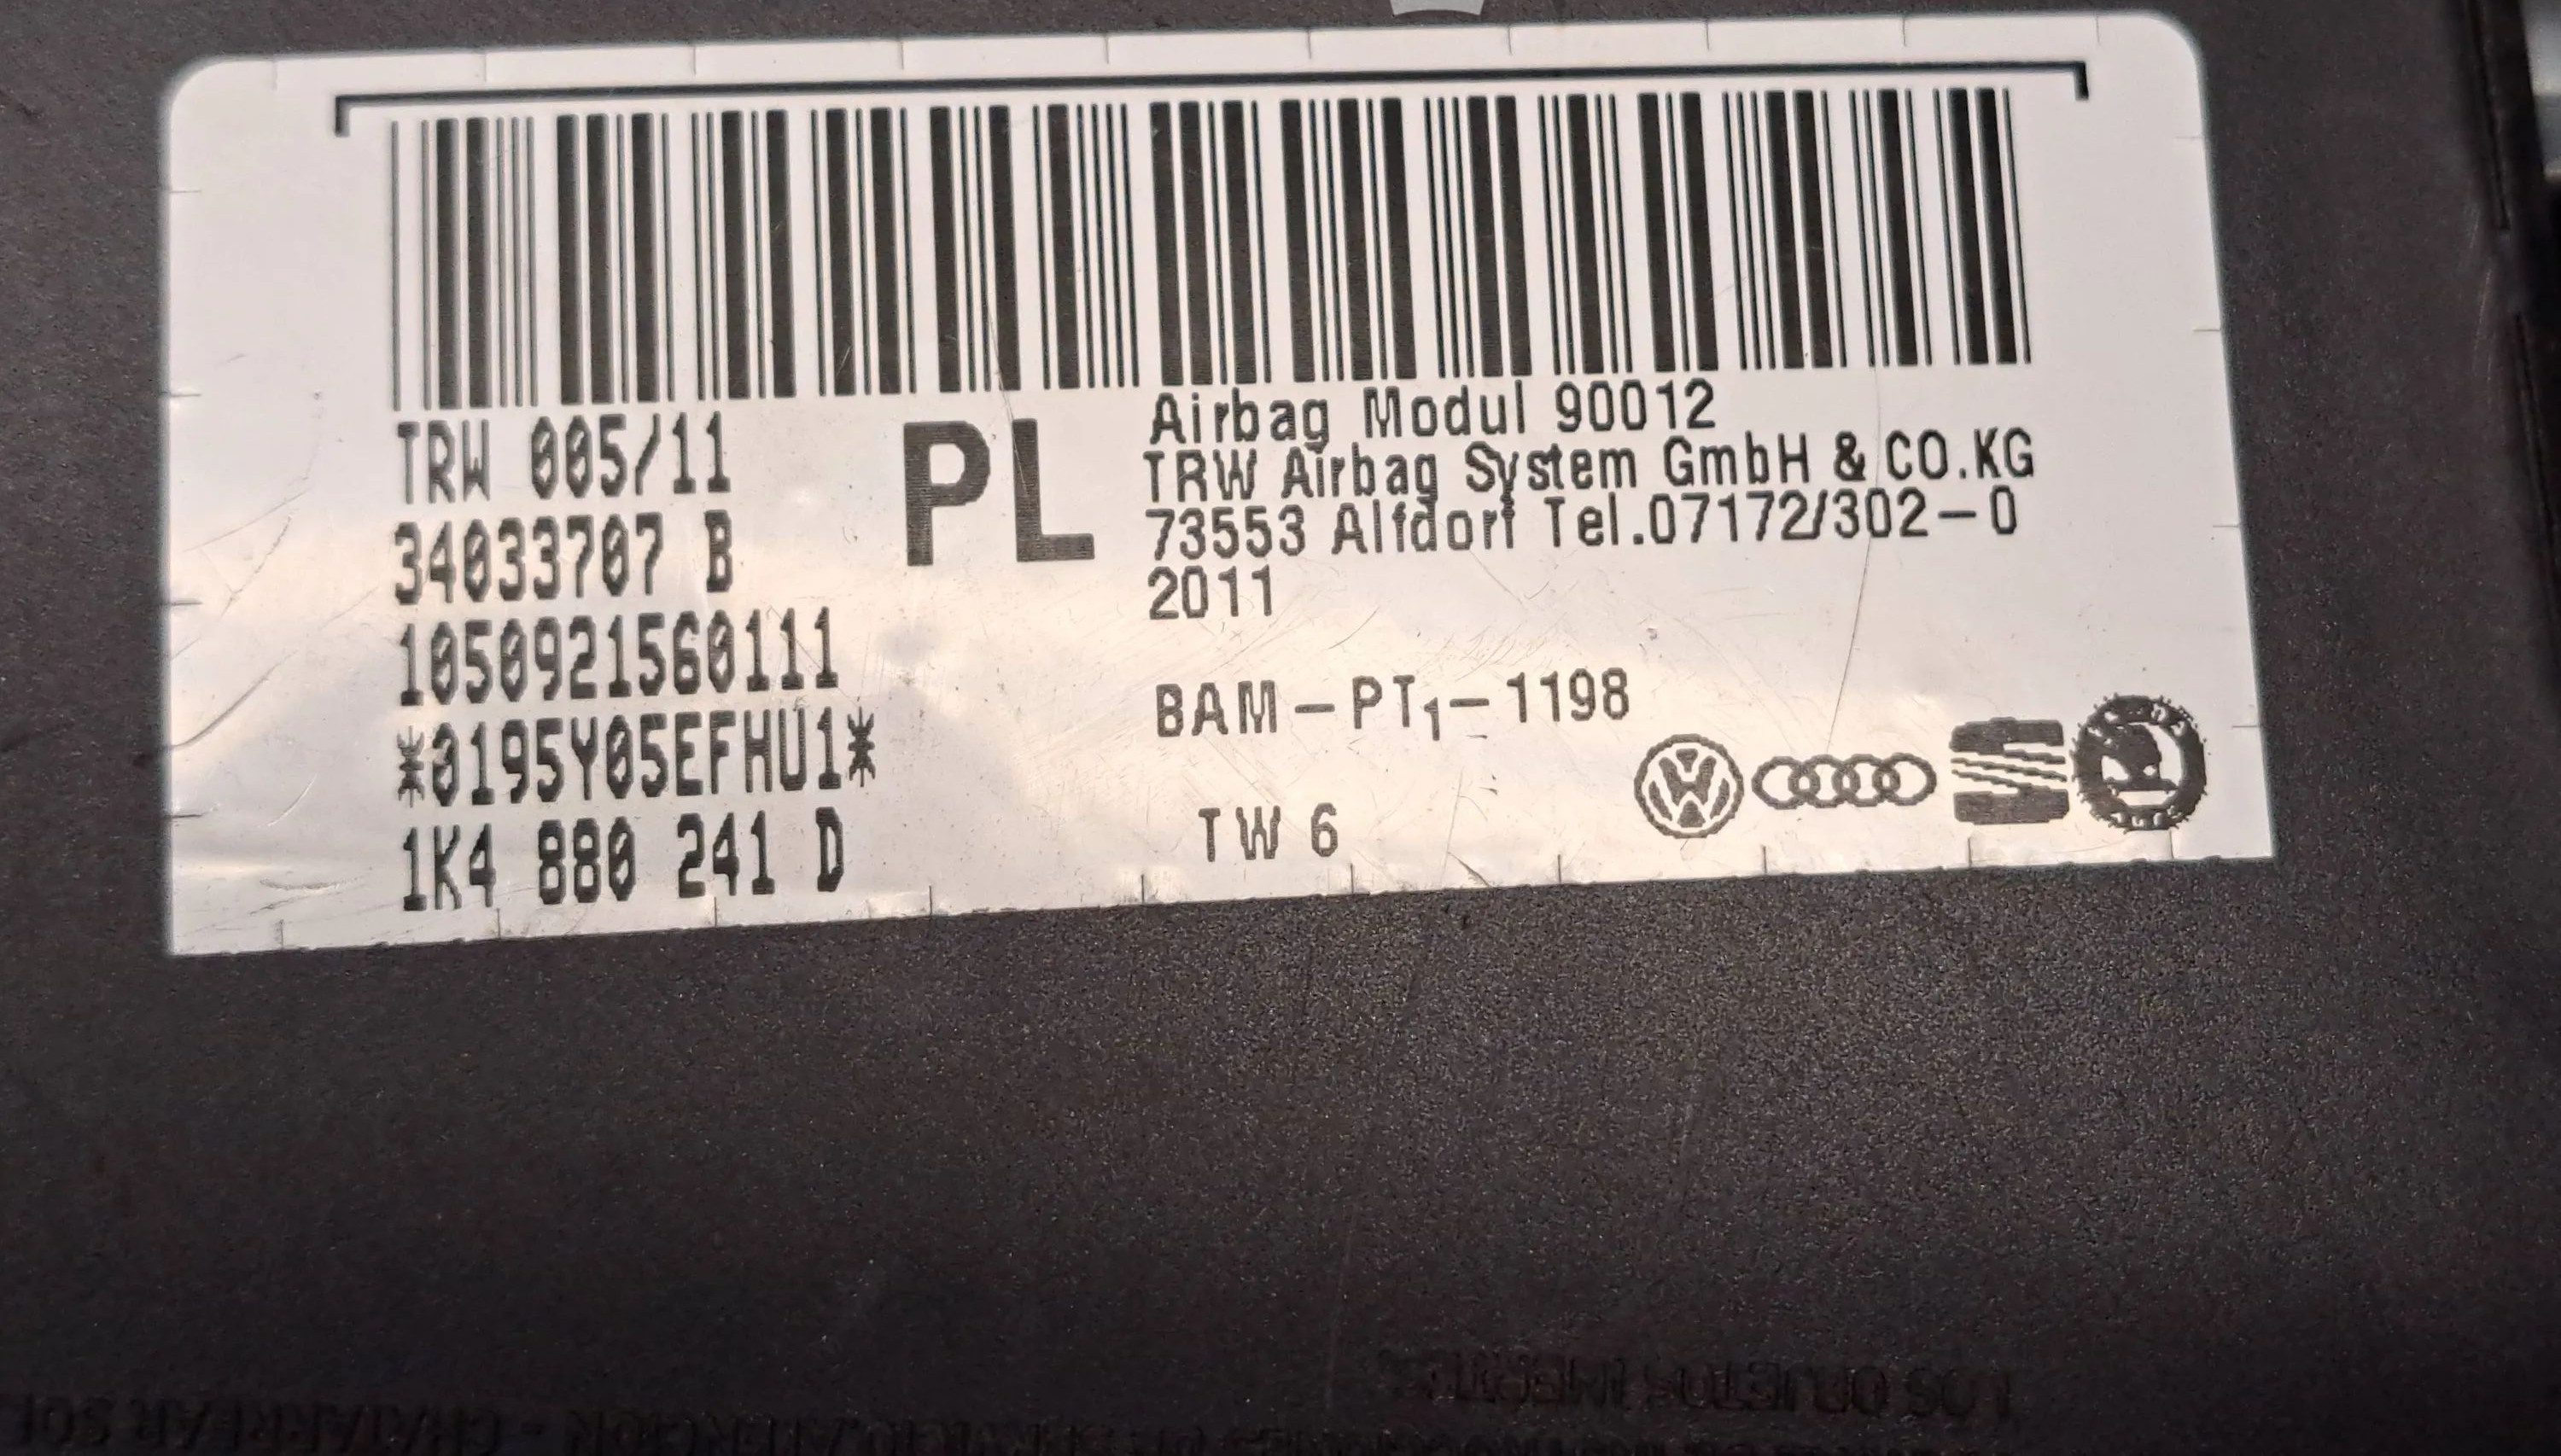 TRW 005/11
34033707 B
1050921560111
*0195Y05EFHU1*
1K4 880 241 D
PL
Airbag Modul 90012
TRW Airbag System GmbH & CO.KG
73553 Alfdorf Tel.07172/302-0
2011
BAM-PT1-1198
TW 6